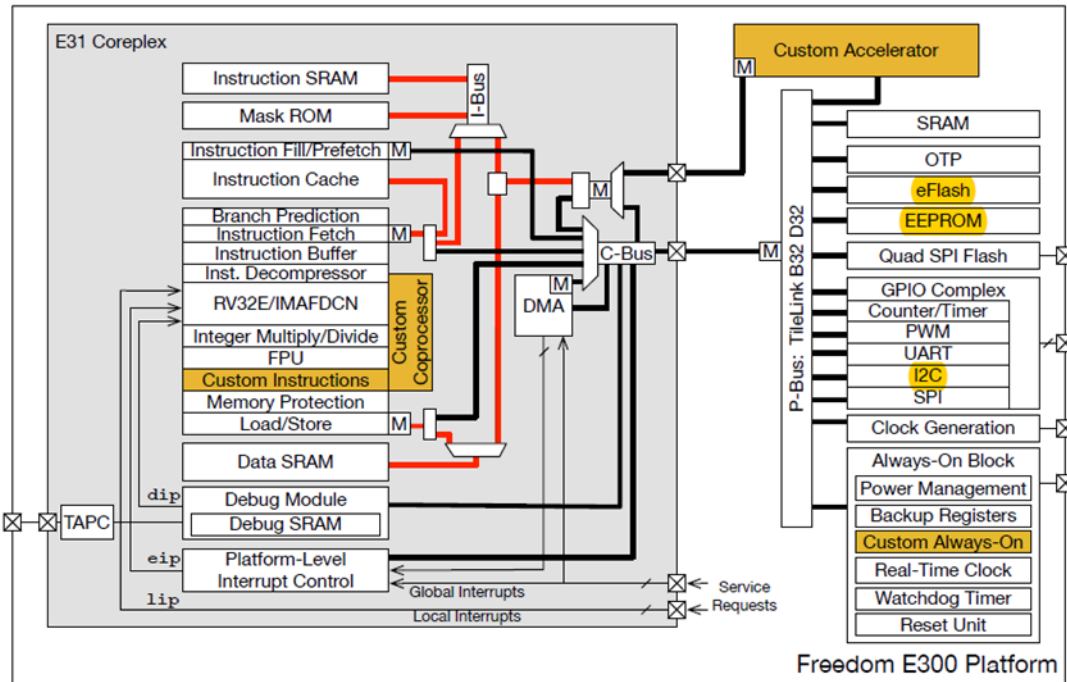 E31 Coreplex
Instruction SRAM
Mask ROM
I-Bus
Instruction Fill/Prefetch
M
Instruction Cache
Branch Prediction
Instruction Fetch
M
Instruction Buffer
Inst. Decompressor
RV32E/IMAFDCN
Integer Multiply/Divide
FPU
Custom Instructions
Custom
Coprocessor
Memory Protection
Load/Store
M
Data SRAM
Debug Module
Debug SRAM
Platform-Level
Interrupt Control
TAPC
dip
eip
lip
M
C-Bus
M
DMA
Global Interrupts
Local Interrupts
Service
Requests
Custom Accelerator
M
M
P-Bus: TileLink B32 D32
SRAM
OTP
eFlash
EEPROM
Quad SPI Flash
GPIO Complex
Counter/Timer
PWM
UART
I2C
SPI
Clock Generation
Always-On Block
Power Management
Backup Registers
Custom Always-On
Real-Time Clock
Watchdog Timer
Reset Unit
Freedom E300 Platform